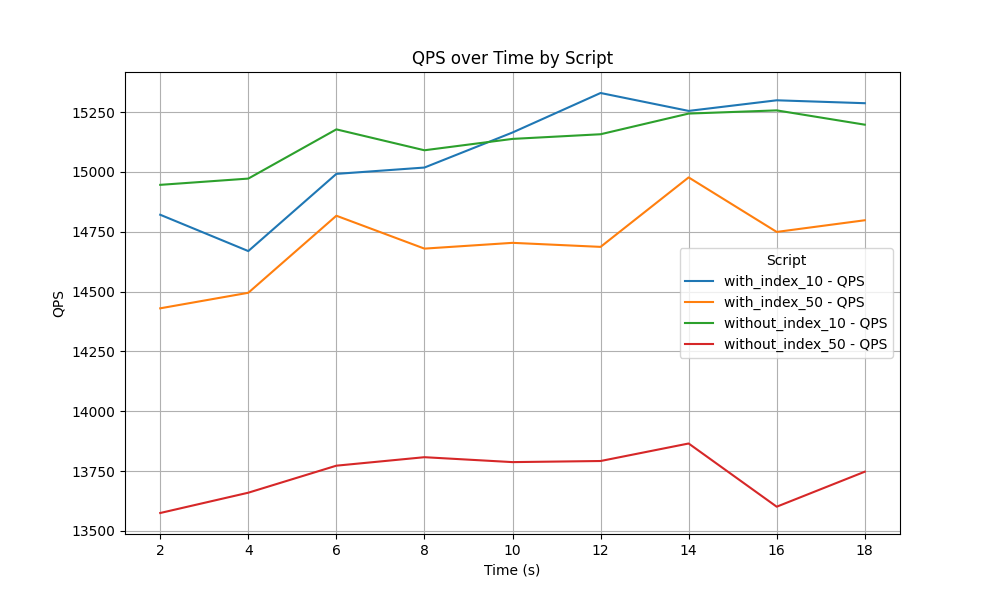 QPS over Time by Script
QPS
15250
15000
14750
14500
14250
14000
13750
13500
Script
with_index_10 - QPS
with_index_50 - QPS
without_index_10 - QPS
without_index_50 - QPS
2 4 6 8 10 12 14 16 18
Time (s)